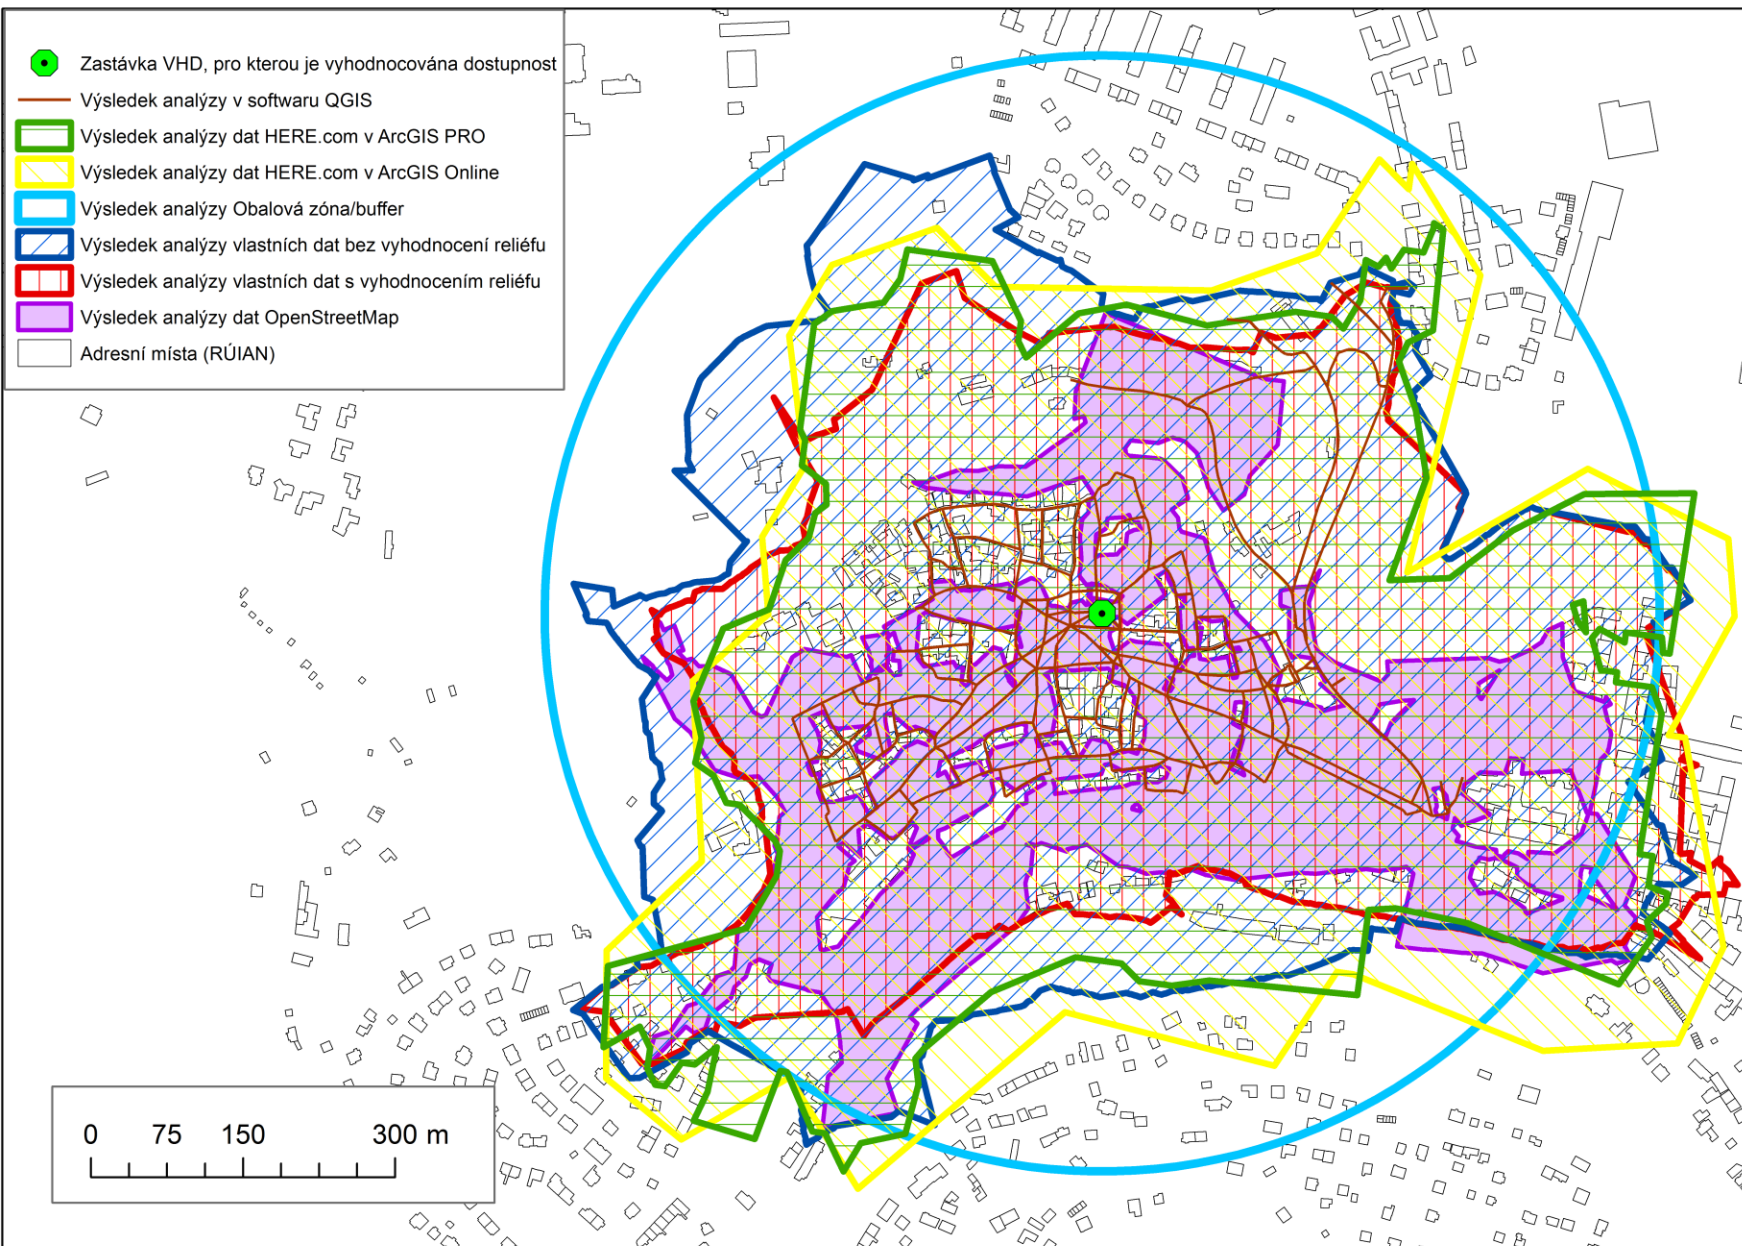 Zastávka VHD, pro kterou je vyhodnocována dostupnost
Výsledek analýzy v softwaru QGIS
Výsledek analýzy dat HERE.com v ArcGIS PRO
Výsledek analýzy dat HERE.com v ArcGIS Online
Výsledek analýzy Obalová zóna/buffer
Výsledek analýzy vlastních dat bez vyhodnocení reliéfu
Výsledek analýzy vlastních dat s vyhodnocením reliéfu
Výsledek analýzy dat OpenStreetMap
Adresní místa (RÚIAN)
0 75 150 300 m